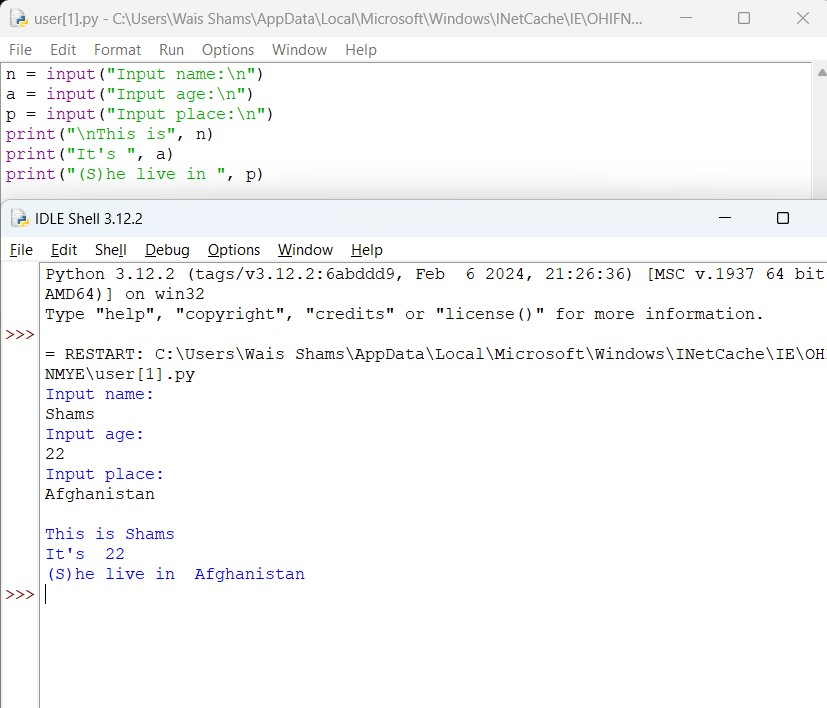 user[1].py - C:\Users\Wais Shams\AppData\Local\Microsoft\Windows\INetCache\IE\OHIFN...
File Edit Format Run Options Window Help
n = input("Input name:\n")
a = input("Input age:\n")
p = input("Input place:\n")
print("\nThis is", n)
print("It's ", a)
print("(S)he live in ", p)
IDLE Shell 3.12.2
File Edit Shell Debug Options Window Help
Python 3.12.2 (tags/v3.12.2:6abddd9, Feb  6 2024, 21:26:36) [MSC v.1937 64 bit
AMD64)] on win32
Type "help", "copyright", "credits" or "license()" for more information.
>>>
= RESTART: C:\Users\Wais Shams\AppData\Local\Microsoft\Windows\INetCache\IE\OHI
NMYE\user[1].py
Input name:
Shams
Input age:
22
Input place:
Afghanistan
This is Shams
It's  22
(S)he live in  Afghanistan
>>>